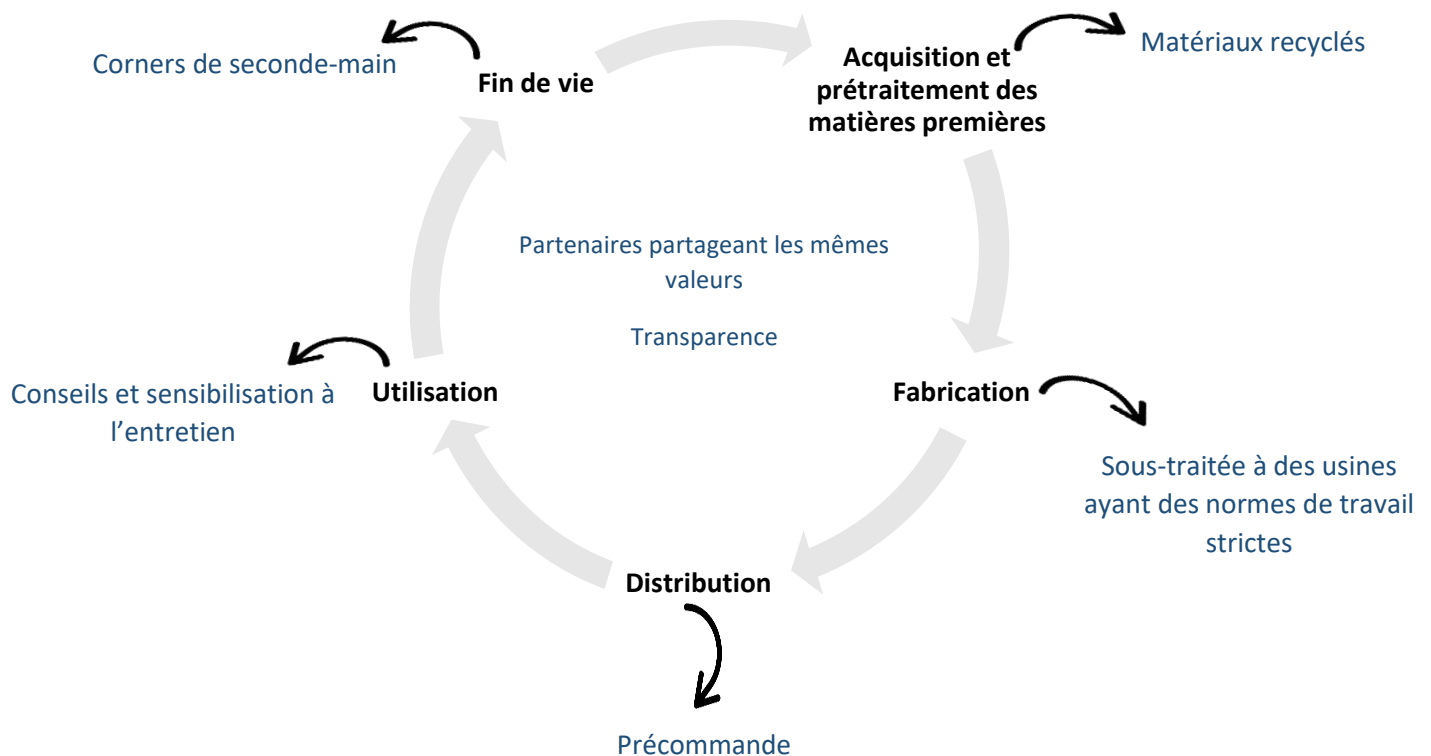 Corners de seconde-main
Fin de vie
Acquisition et
prétraitement des
matières premières
Matériaux recyclés
Partenaires partageant les mêmes
valeurs
Transparence
Conseils et sensibilisation à
l’entretien
Utilisation
Fabrication
Sous-traitée à des usines
ayant des normes de travail
strictes
Distribution
Précommande